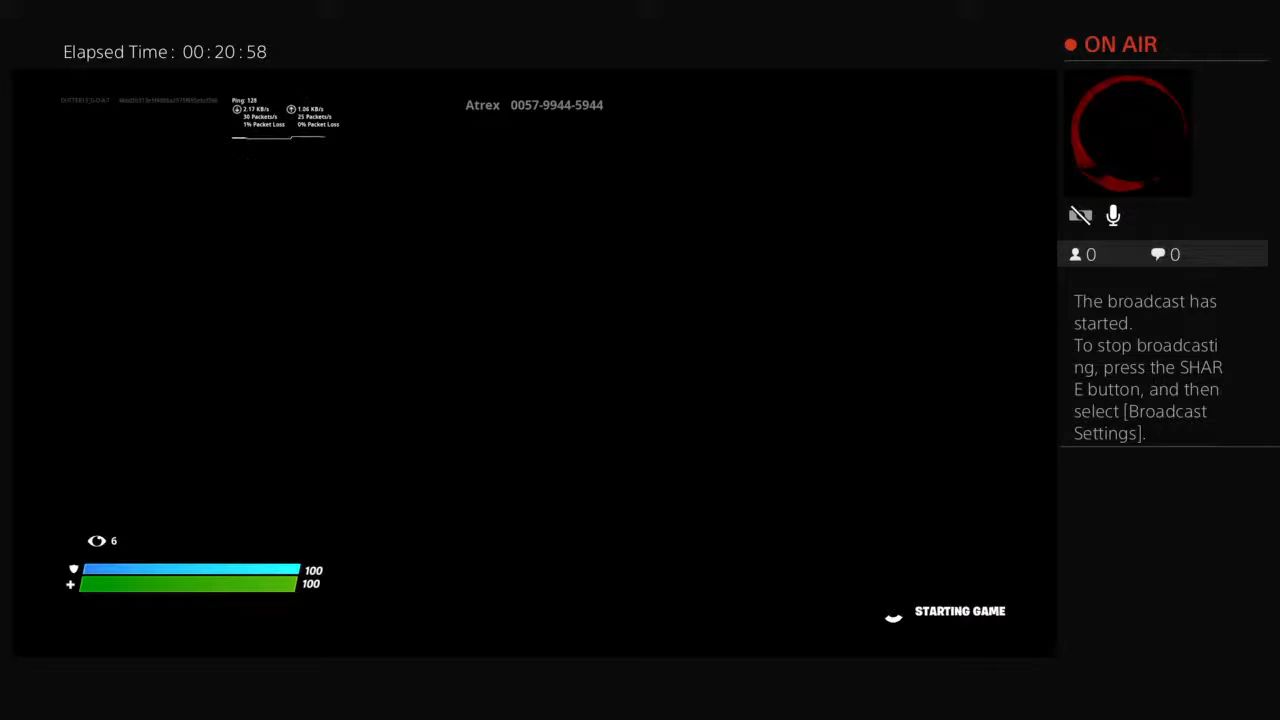 Elapsed Time: 00:20:58
ON AIR
Ping: 128
2.17 KB/s 1.06 KB/s
30 Packets/s 25 Packets/s
1% Packet Loss 0% Packet Loss
Atrex 0057-9944-5944
0 0
The broadcast has
started.
To stop broadcasti
ng, press the SHAR
E button, and then
select [Broadcast
Settings].
6
100
100
STARTING GAME